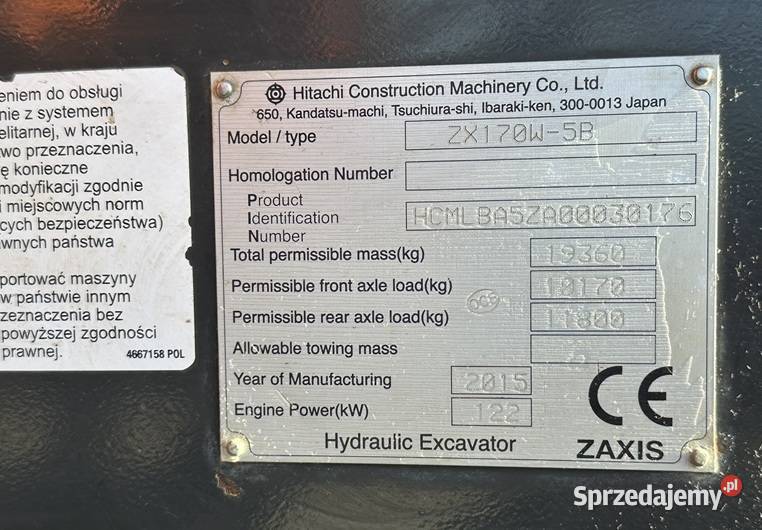 eniem do obsługi
nie z systemem
elitarnej, w kraju
two przeznaczenia,
ę konieczne
modyfikacji zgodnie
i miejscowych norm
ących bezpieczeństwa)
awnych państwa
portować maszyny
w państwie innym
zeznaczenia bez
powyższej zgodności
prawnej.
4667158 POL
Hitachi Construction Machinery Co., Ltd.
650, Kandatsu-machi, Tsuchiura-shi, Ibaraki-ken, 300-0013 Japan
Model / type ZX170W-5B
Homologation Number
Product
Identification HCMLBA5ZA00030176
Number
Total permissible mass(kg) 19360
Permissible front axle load(kg) 10170
Permissible rear axle load(kg) 11800
Allowable towing mass
Year of Manufacturing 2015
Engine Power(kW) 122
CE
Hydraulic Excavator ZAXIS
Sprzedajemy.pl